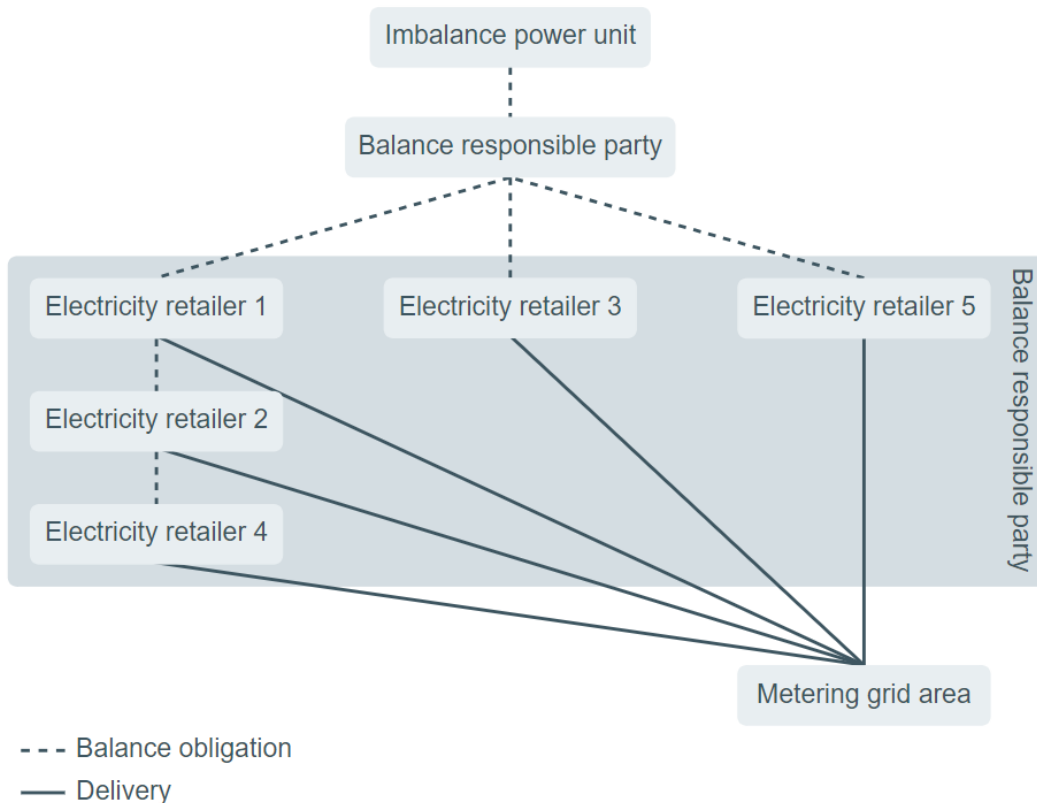 Imbalance power unit
Balance responsible party
Electricity retailer 1
Electricity retailer 3
Electricity retailer 5
Balance responsible party
Electricity retailer 2
Electricity retailer 4
Metering grid area
Balance obligation
Delivery